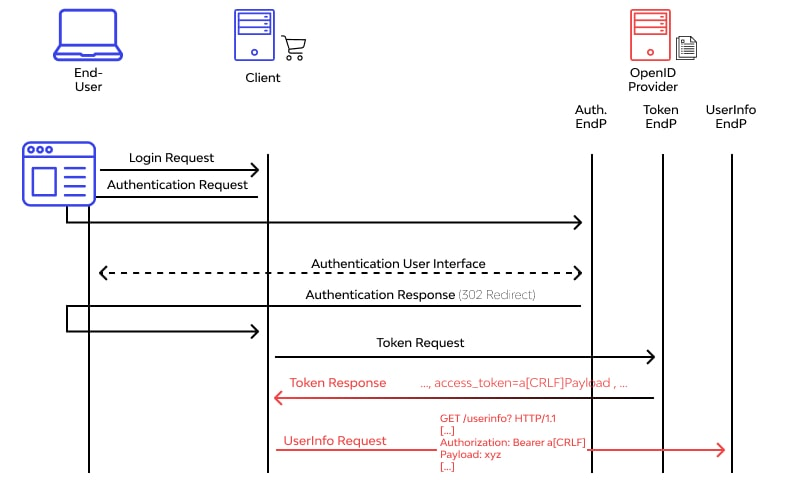 End-
User
Client
OpenID
Provider
Auth.
EndP
Token
EndP
UserInfo
EndP
Login Request
Authentication Request
Authentication User Interface
Authentication Response (302 Redirect)
Token Request
Token Response ..., access_token=a[CRLF]Payload , ...
GET /userinfo? HTTP/1.1
[...]
UserInfo Request
Authorization: Bearer a[CRLF]
Payload: xyz
[...]